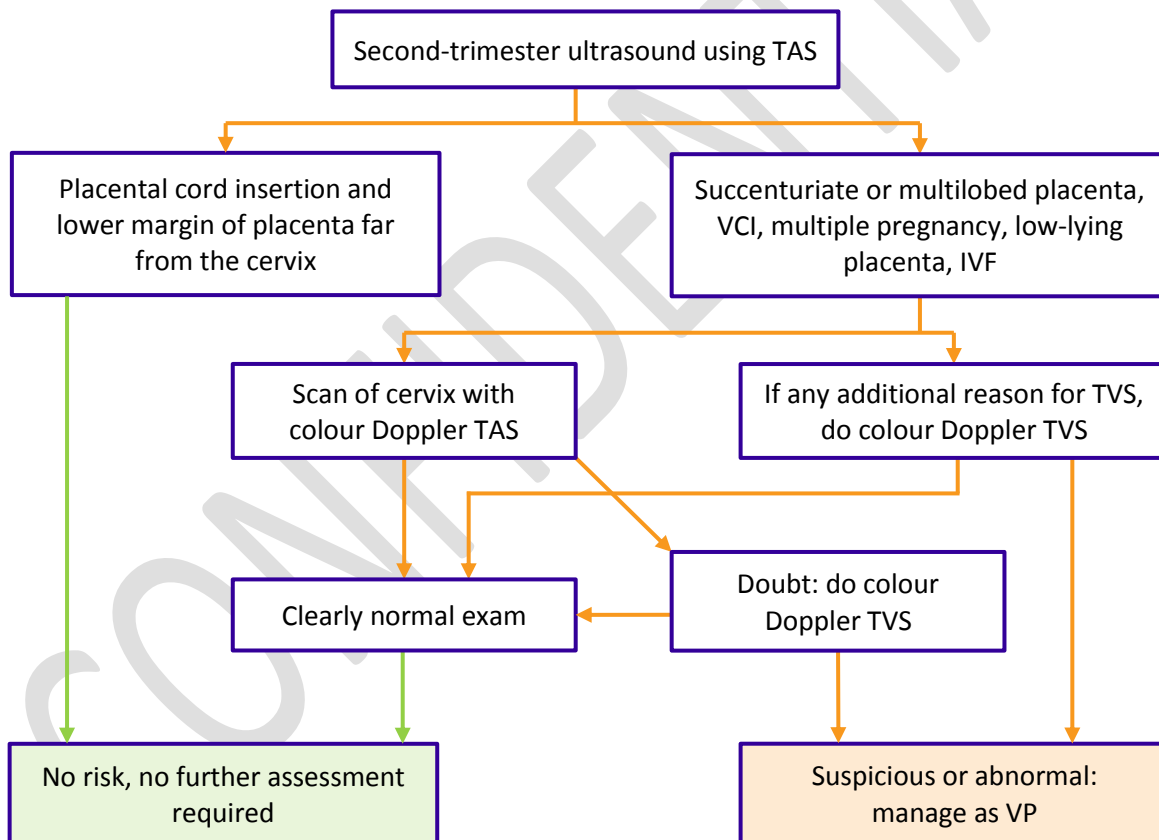 Second-trimester ultrasound using TAS
Placental cord insertion and
lower margin of placenta far
from the cervix
Succenturiate or multilobed placenta,
VCI, multiple pregnancy, low-lying
placenta, IVF
Scan of cervix with
colour Doppler TAS
If any additional reason for TVS,
do colour Doppler TVS
Clearly normal exam
Doubt: do colour
Doppler TVS
No risk, no further assessment
required
Suspicious or abnormal:
manage as VP
CONFIDENTIA